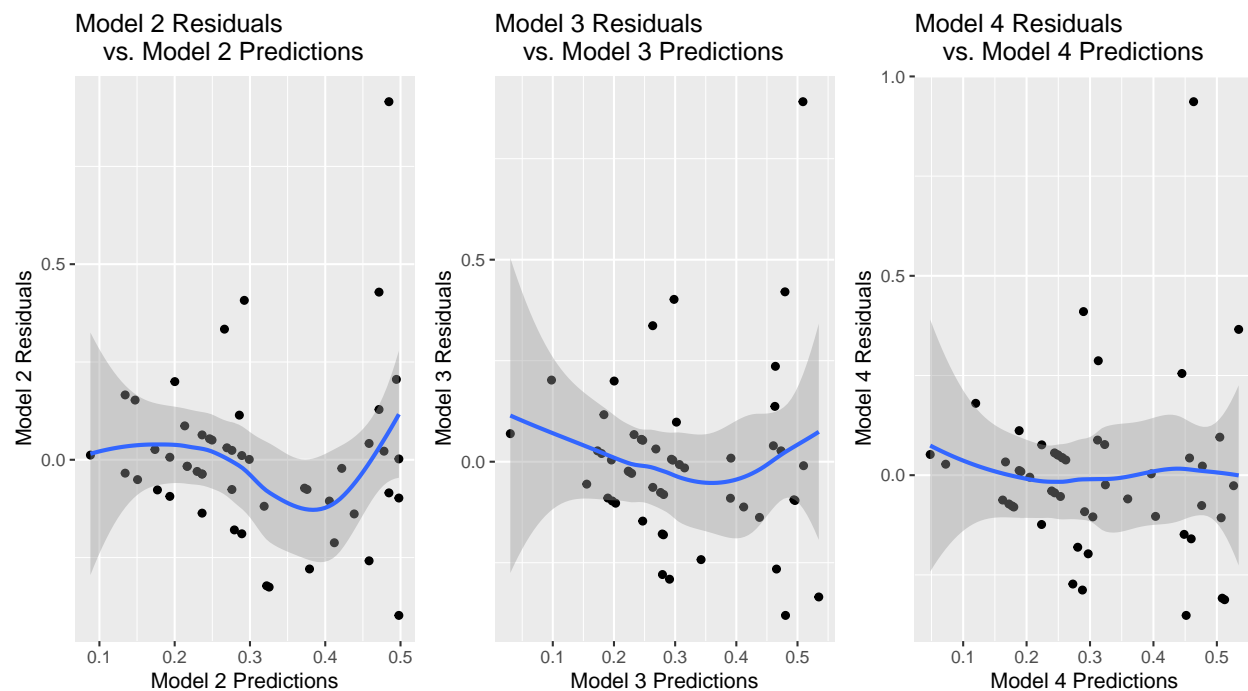 Model 2 Residuals
vs. Model 2 Predictions
0.5
0.0
Model 2 Residuals
0.1 0.2 0.3 0.4 0.5
Model 2 Predictions
Model 3 Residuals
vs. Model 3 Predictions
0.5
0.0
Model 3 Residuals
0.1 0.2 0.3 0.4 0.5
Model 3 Predictions
Model 4 Residuals
vs. Model 4 Predictions
1.0
0.5
0.0
Model 4 Residuals
0.1 0.2 0.3 0.4 0.5
Model 4 Predictions